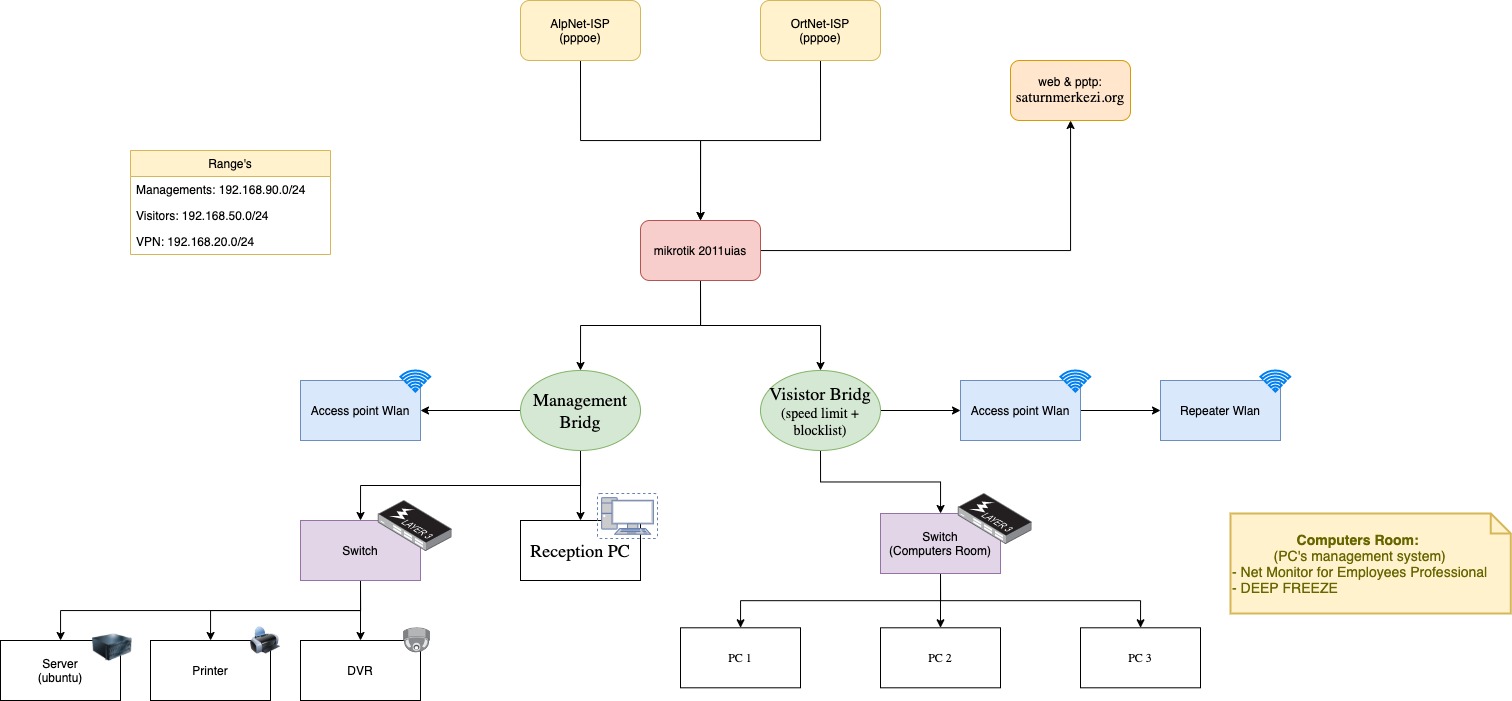 AlpNet-ISP
(pppoe)
OrtNet-ISP
(pppoe)
web & pptp:
saturnmerkezi.org
Range's
Managements: 192.168.90.0/24
Visitors: 192.168.50.0/24
VPN: 192.168.20.0/24
mikrotik 2011uias
Access point Wlan
Management
Bridg
Visistor Bridg
(speed limit +
blocklist)
Access point Wlan
Repeater Wlan
Switch
LAYER 3
Reception PC
Switch
(Computers Room)
LAYER 3
Computers Room:
(PC's management system)
- Net Monitor for Employees Professional
- DEEP FREEZE
Server
(ubuntu)
Printer
DVR
PC 1
PC 2
PC 3